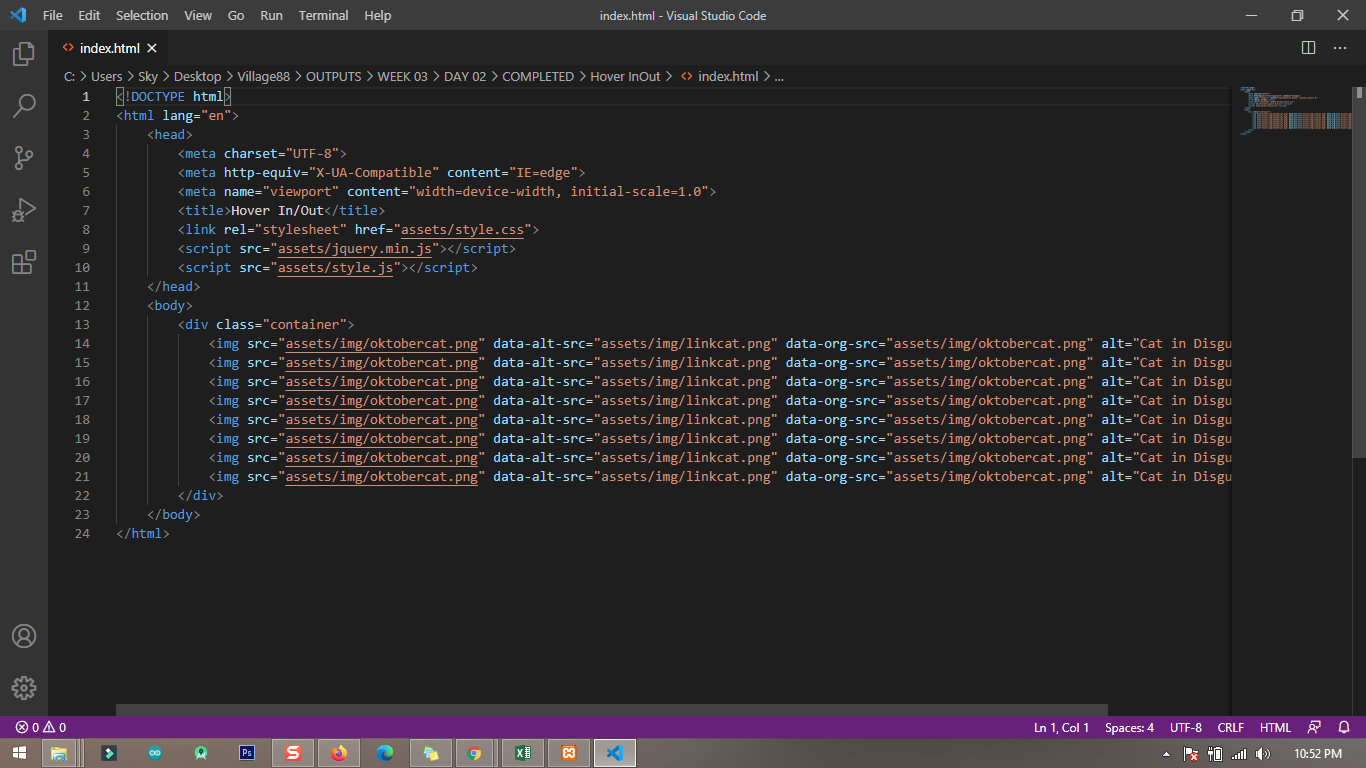 File Edit Selection View Go Run Terminal Help index.html - Visual Studio Code
index.html
C: > Users > Sky > Desktop > Village88 > OUTPUTS > WEEK 03 > DAY 02 > COMPLETED > Hover InOut > index.html > ...
1 <!DOCTYPE html>
2 <html lang="en">
3 <head>
4 <meta charset="UTF-8">
5 <meta http-equiv="X-UA-Compatible" content="IE=edge">
6 <meta name="viewport" content="width=device-width, initial-scale=1.0">
7 <title>Hover In/Out</title>
8 <link rel="stylesheet" href="assets/style.css">
9 <script src="assets/jquery.min.js"></script>
10 <script src="assets/style.js"></script>
11 </head>
12 <body>
13 <div class="container">
14 <img src="assets/img/oktobercat.png" data-alt-src="assets/img/linkcat.png" data-org-src="assets/img/oktobercat.png" alt="Cat in Disgu
15 <img src="assets/img/oktobercat.png" data-alt-src="assets/img/linkcat.png" data-org-src="assets/img/oktobercat.png" alt="Cat in Disgu
16 <img src="assets/img/oktobercat.png" data-alt-src="assets/img/linkcat.png" data-org-src="assets/img/oktobercat.png" alt="Cat in Disgu
17 <img src="assets/img/oktobercat.png" data-alt-src="assets/img/linkcat.png" data-org-src="assets/img/oktobercat.png" alt="Cat in Disgu
18 <img src="assets/img/oktobercat.png" data-alt-src="assets/img/linkcat.png" data-org-src="assets/img/oktobercat.png" alt="Cat in Disgu
19 <img src="assets/img/oktobercat.png" data-alt-src="assets/img/linkcat.png" data-org-src="assets/img/oktobercat.png" alt="Cat in Disgu
20 <img src="assets/img/oktobercat.png" data-alt-src="assets/img/linkcat.png" data-org-src="assets/img/oktobercat.png" alt="Cat in Disgu
21 <img src="assets/img/oktobercat.png" data-alt-src="assets/img/linkcat.png" data-org-src="assets/img/oktobercat.png" alt="Cat in Disgu
22 </div>
23 </body>
24 </html>
0 0 Ln 1, Col 1 Spaces: 4 UTF-8 CRLF HTML
Ps 10:52 PM